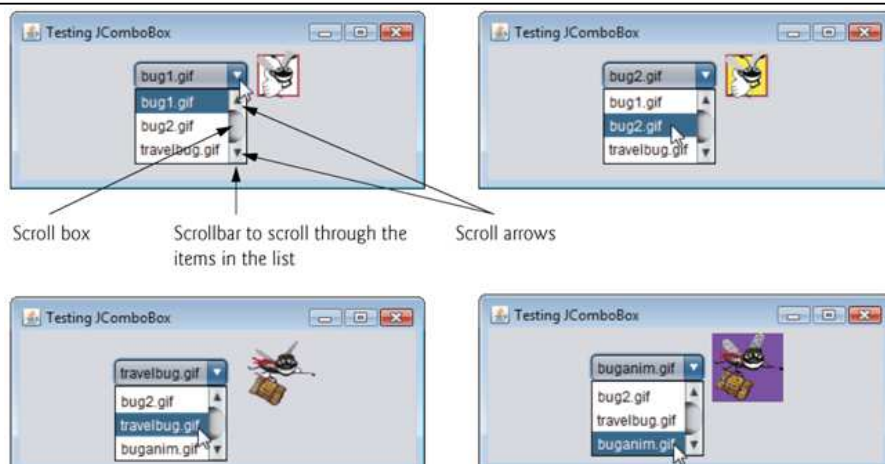 Testing JComboBox
bug1.gif
bug1.gif
bug2.gif
travelbug.gif
Testing JComboBox
bug2.gif
bug1.gif
bug2.gif
travelbug.gif
Scroll box
Scrollbar to scroll through the
items in the list
Scroll arrows
Testing JComboBox
travelbug.gif
bug2.gif
travelbug.gif
buganim.gif
Testing JComboBox
buganim.gif
bug2.gif
travelbug.gif
buganim.gif